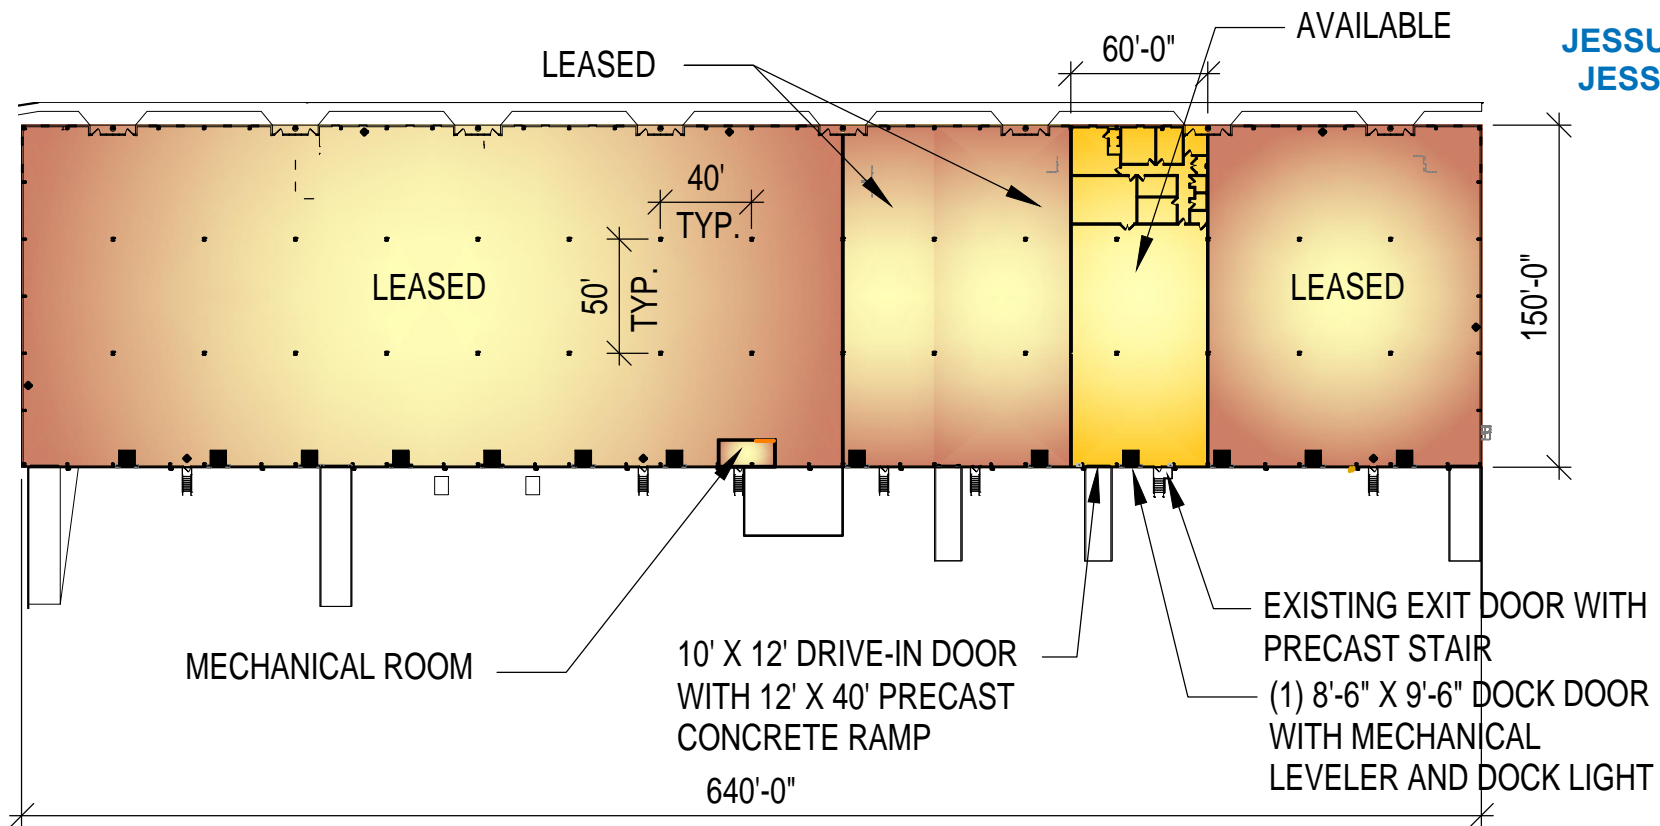 AVAILABLE
60'-0"
LEASED
40'
TYP.
50'
TYP.
LEASED
LEASED
150'-0"
MECHANICAL ROOM
10' X 12' DRIVE-IN DOOR
WITH 12' X 40' PRECAST
CONCRETE RAMP
EXISTING EXIT DOOR WITH
PRECAST STAIR
(1) 8'-6" X 9'-6" DOCK DOOR
WITH MECHANICAL
LEVELER AND DOCK LIGHT
640'-0"